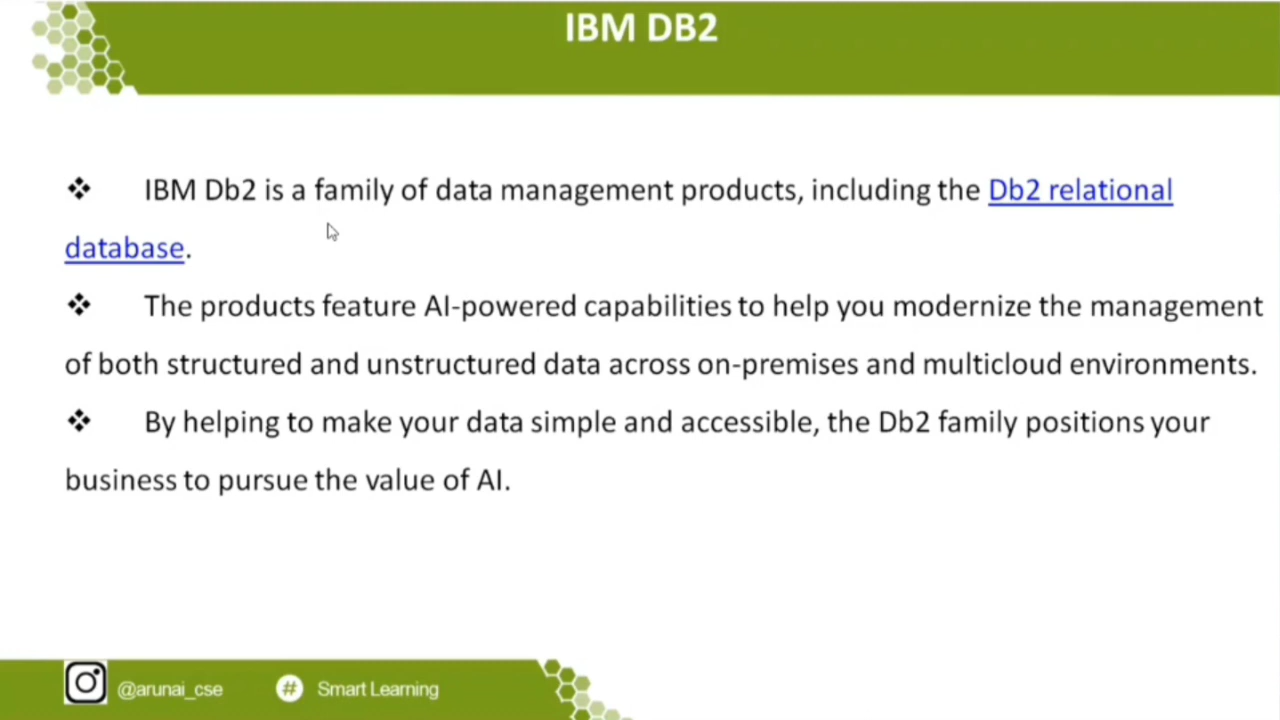 IBM DB2
❖ IBM Db2 is a family of data management products, including the Db2 relational
database.
❖ The products feature AI-powered capabilities to help you modernize the management
of both structured and unstructured data across on-premises and multicloud environments.
❖ By helping to make your data simple and accessible, the Db2 family positions your
business to pursue the value of AI.
@arunai_cse # Smart Learning